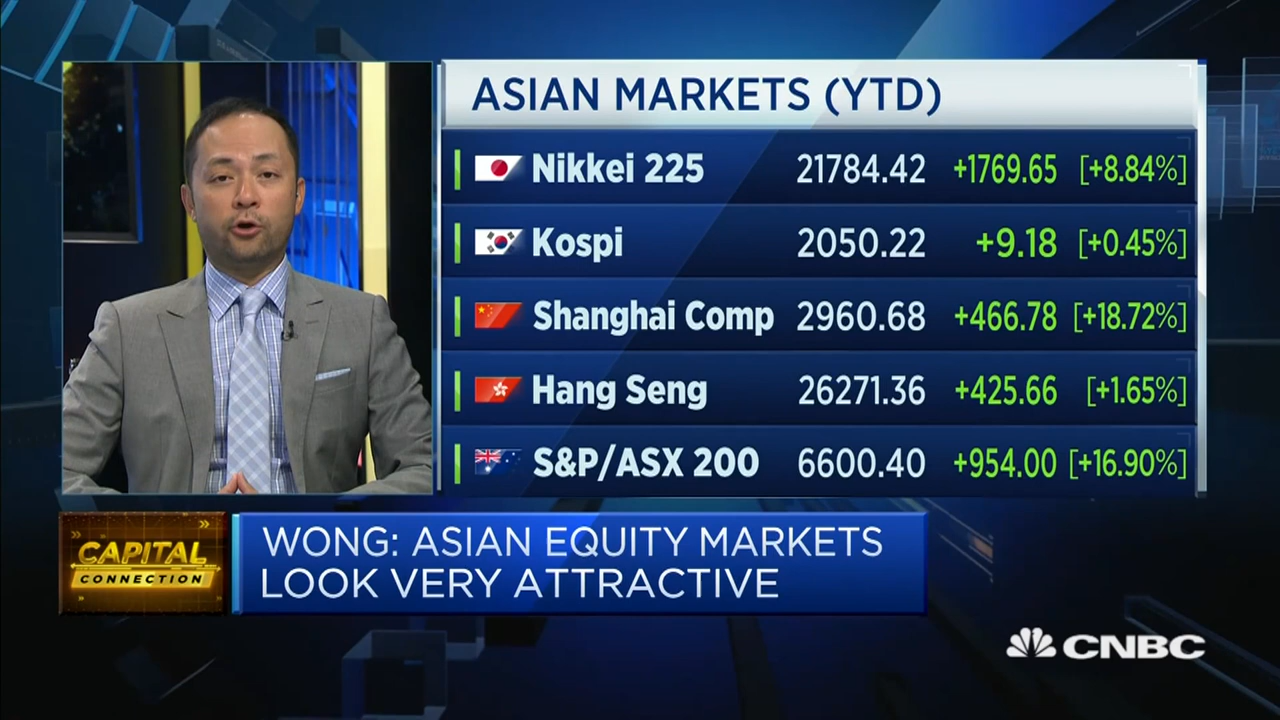 ASIAN MARKETS (YTD)
Nikkei 225 21784.42 +1769.65 [+8.84%]
Kospi 2050.22 +9.18 [+0.45%]
Shanghai Comp 2960.68 +466.78 [+18.72%]
Hang Seng 26271.36 +425.66 [+1.65%]
S&P/ASX 200 6600.40 +954.00 [+16.90%]
CAPITAL
CONNECTION
WONG: ASIAN EQUITY MARKETS
LOOK VERY ATTRACTIVE
CNBC